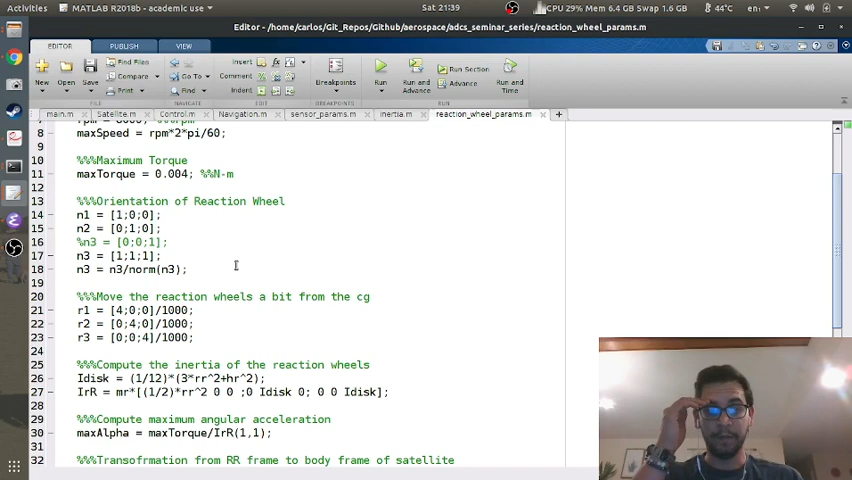 MATLAB R2018b - academic use ▾
Sat 21:39
CPU 29% Mem 6.4 GB Swap 1.6 GB
44°C
en
Editor - /home/carlos/Git_Repos/Github/aerospace/adcs_seminar_series/reaction_wheel_params.m
EDITOR PUBLISH VIEW
New Open Save
Find Files
Compare
Print
Go To
Find
Insert
Comment
Indent
Breakpoints
Run
Run and Advance
Run Section
Advance
Run and Time
FILE NAVIGATE EDIT BREAKPOINTS RUN
main.m Satellite.m Control.m Navigation.m sensor_params.m inertia.m reaction_wheel_params.m
8 maxSpeed = rpm*2*pi/60;
9
10 %%%Maximum Torque
11 maxTorque = 0.004; %%N-m
12
13 %%%Orientation of Reaction Wheel
14 n1 = [1;0;0];
15 n2 = [0;1;0];
16 %n3 = [0;0;1];
17 n3 = [1;1;1];
18 n3 = n3/norm(n3);
19
20 %%%Move the reaction wheels a bit from the cg
21 r1 = [4;0;0]/1000;
22 r2 = [0;4;0]/1000;
23 r3 = [0;0;4]/1000;
24
25 %%%Compute the inertia of the reaction wheels
26 Idisk = (1/12)*(3*rr^2+hr^2);
27 IrR = mr*[(1/2)*rr^2 0 0 ;0 Idisk 0; 0 0 Idisk];
28
29 %%%Compute maximum angular acceleration
30 maxAlpha = maxTorque/IrR(1,1);
31
32 %%%Transofrmation from RR frame to body frame of satellite